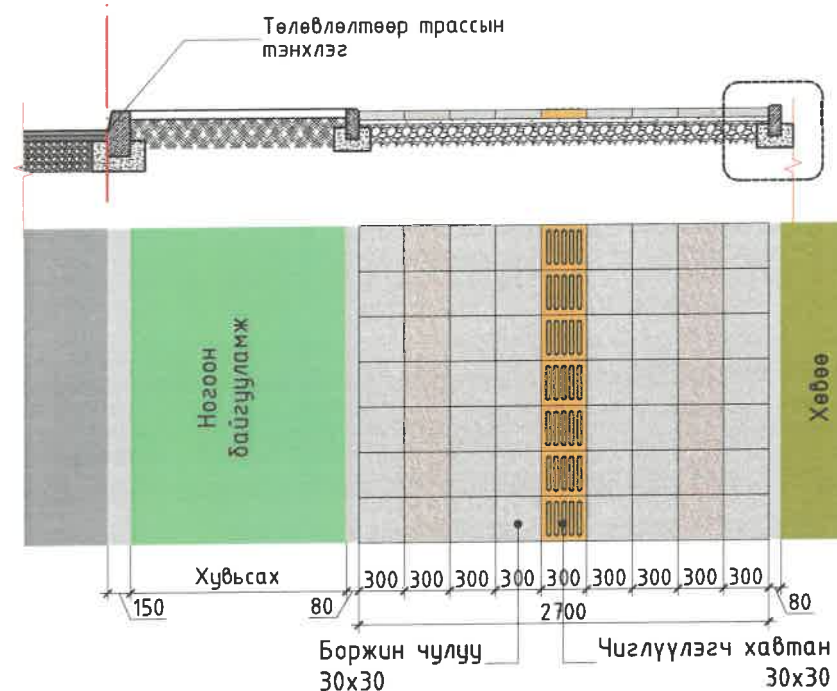 Төлөвлөлтөөр трассын
тэнхлэг
Ногоон
байгууламж
Хөвөө
Хувьсах
300 300 300 300 300 300 300 300 300
150
80
80
2700
Боржин чулуу
30x30
Чиглүүлэгч хавтан
30x30